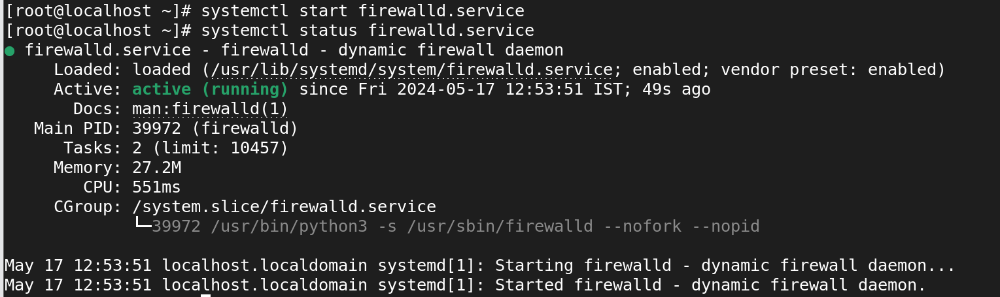 [root@localhost ~]# systemctl start firewalld.service
[root@localhost ~]# systemctl status firewalld.service
● firewalld.service - firewalld - dynamic firewall daemon
     Loaded: loaded (/usr/lib/systemd/system/firewalld.service; enabled; vendor preset: enabled)
     Active: active (running) since Fri 2024-05-17 12:53:51 IST; 49s ago
       Docs: man:firewalld(1)
   Main PID: 39972 (firewalld)
      Tasks: 2 (limit: 10457)
     Memory: 27.2M
        CPU: 551ms
     CGroup: /system.slice/firewalld.service
             └─39972 /usr/bin/python3 -s /usr/sbin/firewalld --nofork --nopid

May 17 12:53:51 localhost.localdomain systemd[1]: Starting firewalld - dynamic firewall daemon...
May 17 12:53:51 localhost.localdomain systemd[1]: Started firewalld - dynamic firewall daemon.